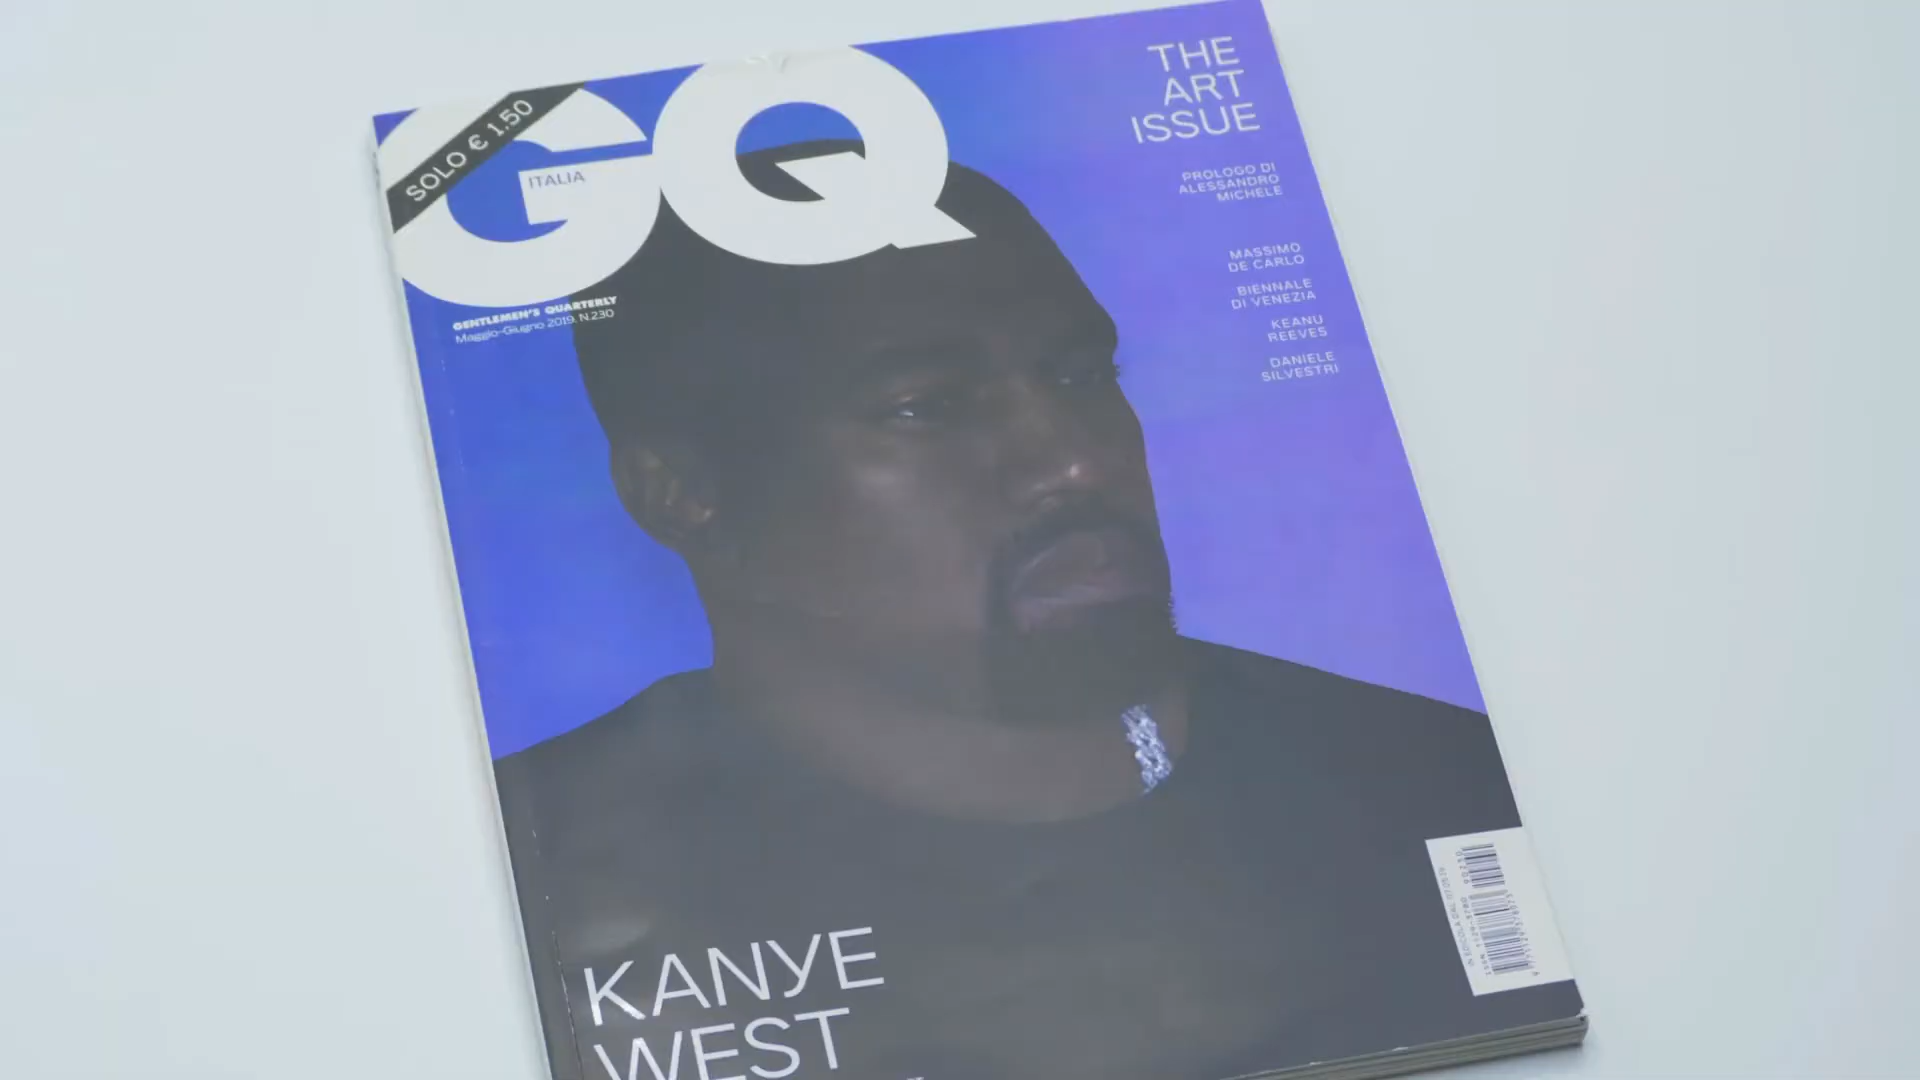 SOLO € 1.50
GQ
ITALIA
GENTLEMEN'S QUARTERLY
Maggio-Giugno 2019. N.230
THE
ART
ISSUE
PROLOGO DI
ALESSANDRO
MICHELE
MASSIMO
DE CARLO
BIENNALE
DI VENEZIA
KEANU
REEVES
DANIELE
SILVESTRI
KANYE
WEST